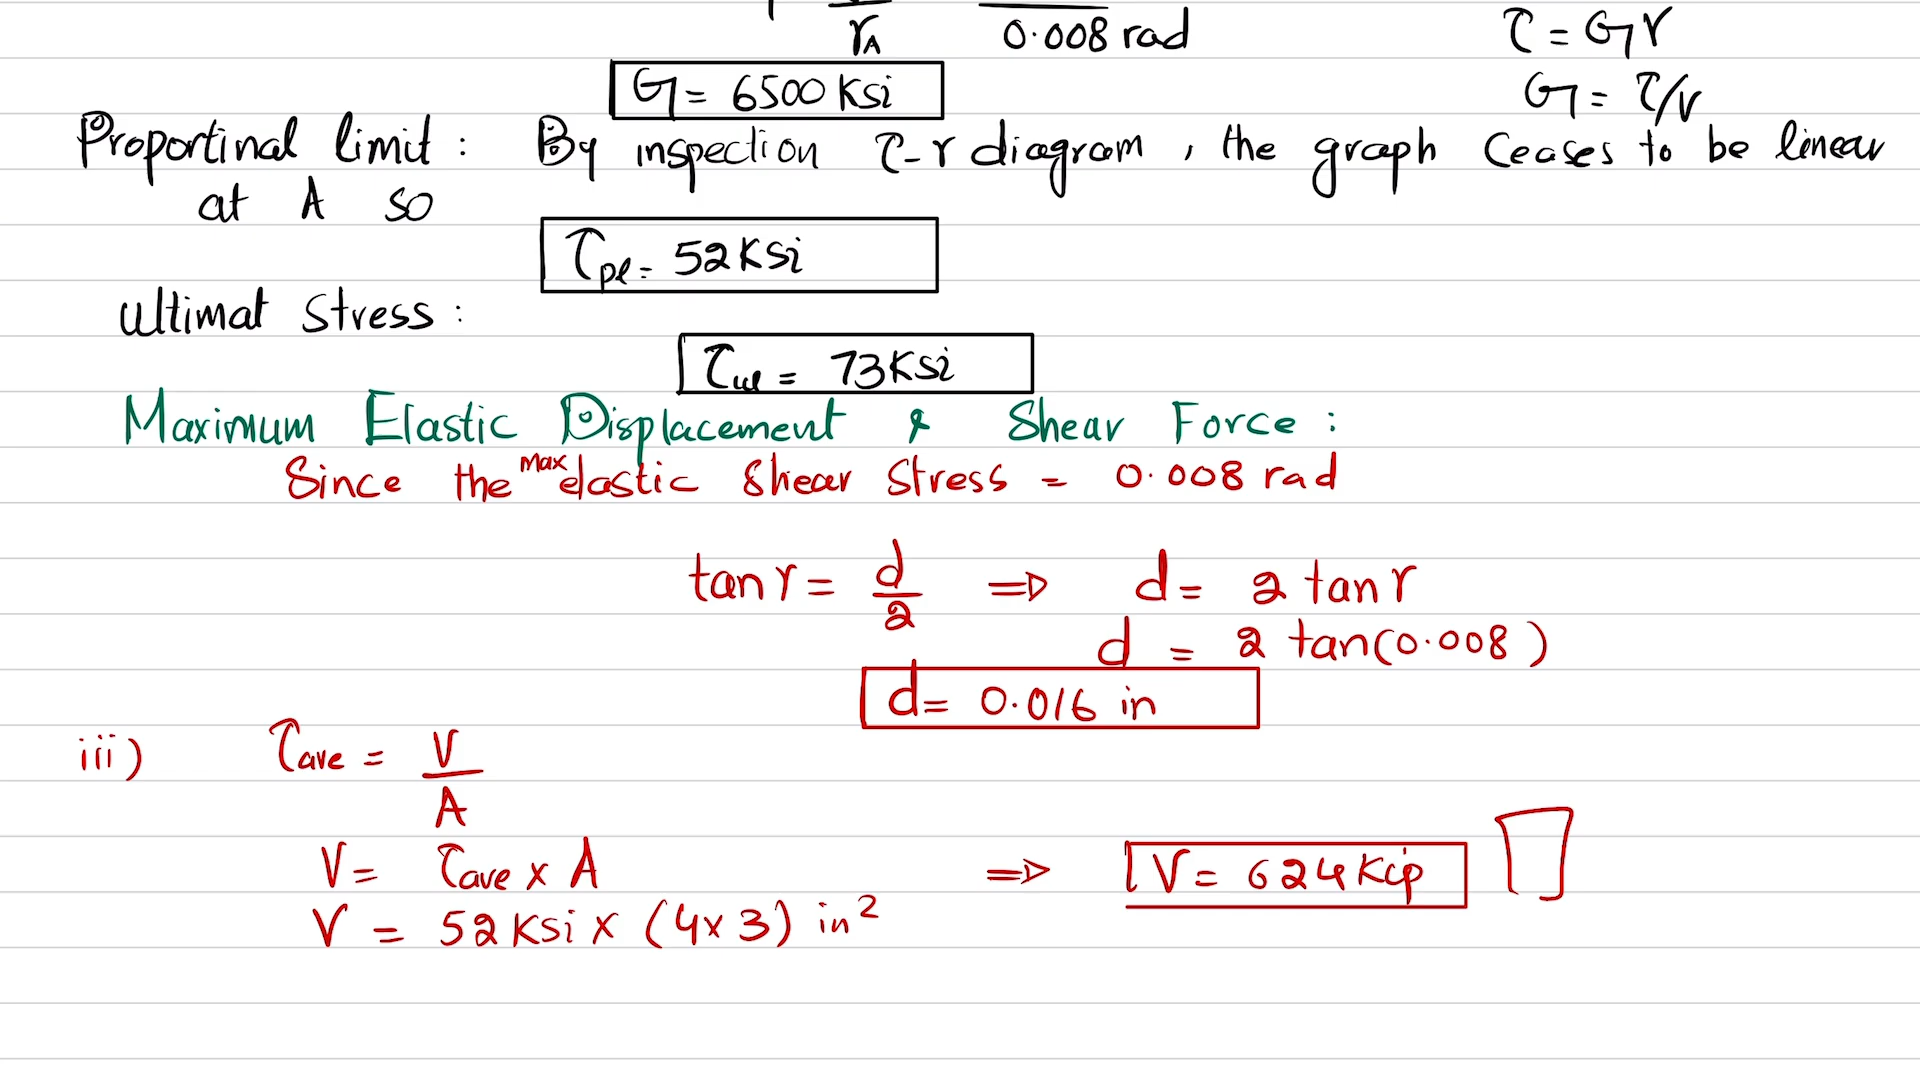 γA 0.008 rad τ = Gγ
G = 6500 Ksi G = τ/γ
Proportinal limit : By inspection τ-γ diagram , the graph Ceases to be linear
at A so
τpl = 52 Ksi
Ultimat Stress :
= 73 Ksi
Maximum Elastic Displacement & Shear Force :
Since the Max elastic Shear Stress = 0.008 rad
tan γ = d/2 ⇒ d = 2 tan γ
d = 2 tan(0.008)
d = 0.016 in
iii) τave = V/A
V = τave x A ⇒ V = 624 Kip
V = 52 Ksi x (4x3) in²